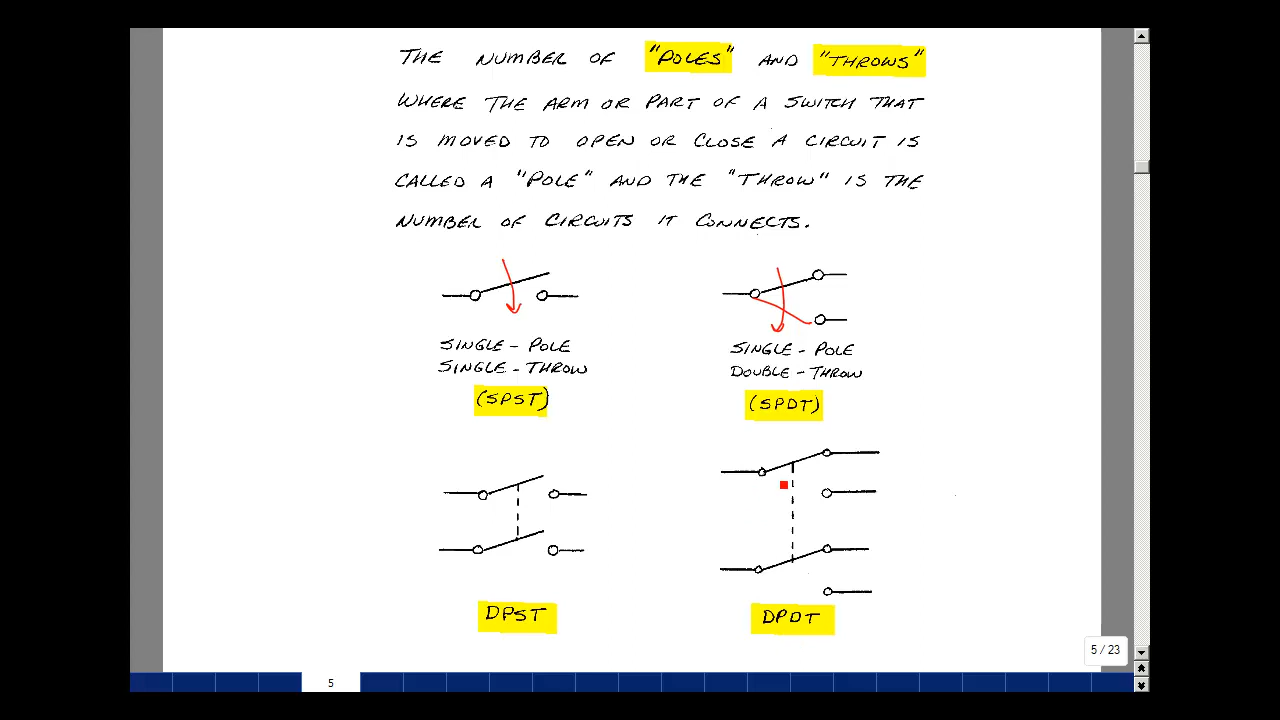 THE NUMBER OF "POLES" AND "THROWS"
WHERE THE ARM OR PART OF A SWITCH THAT
IS MOVED TO OPEN OR CLOSE A CIRCUIT IS
CALLED A "POLE" AND THE "THROW" IS THE
NUMBER OF CIRCUITS IT CONNECTS.
SINGLE - POLE
SINGLE - THROW
(SPST)
SINGLE - POLE
DOUBLE - THROW
(SPDT)
DPST
DPDT
5 / 23
5